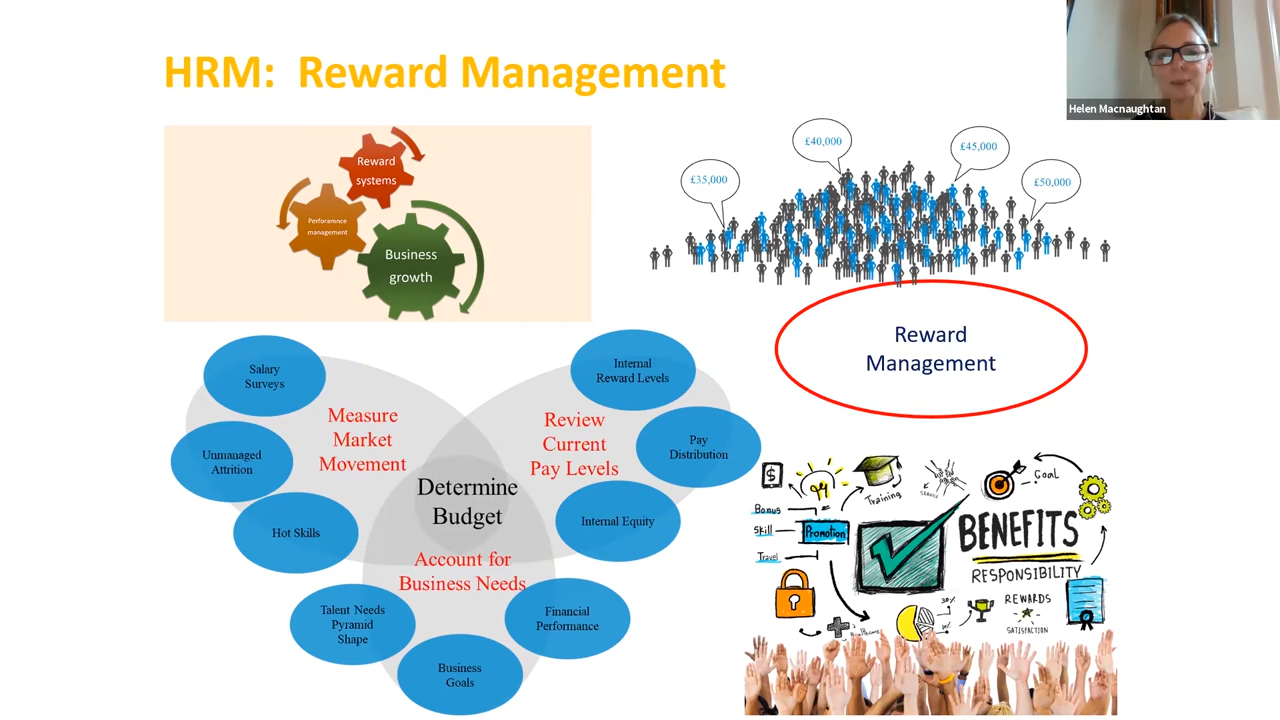 HRM:  Reward Management
Helen Macnaughtan
Reward
systems
Perforamnce
management
Business
growth
£35,000
£40,000
£45,000
£50,000
Reward
Management
Salary
Surveys
Unmanaged
Attrition
Hot Skills
Measure
Market
Movement
Internal
Reward Levels
Pay
Distribution
Internal Equity
Review
Current
Pay Levels
Determine
Budget
Account for
Business Needs
Talent Needs
Pyramid
Shape
Business
Goals
Financial
Performance
$
Training
SERVICE
GOAL
Bonus
Skill
Promotion
Travel
BENEFITS
RESPONSIBILITY
REWARDS
SATISFACTION
30%